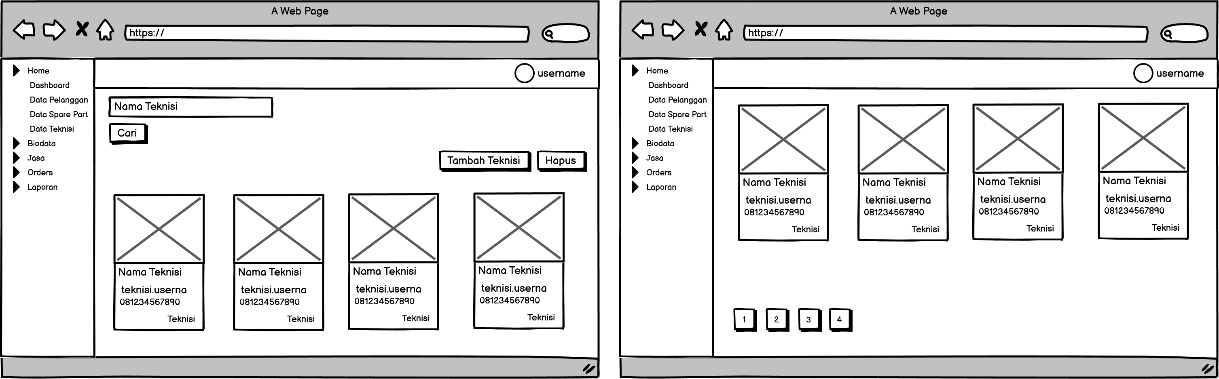 A Web Page
https://
username
Home
Dashboard
Data Pelanggan
Data Spare Part
Data Teknisi
Biodata
Jasa
Orders
Laporan
Nama Teknisi
Cari
Tambah Teknisi
Hapus
Nama Teknisi
teknisi.userna
081234567890
Teknisi
Nama Teknisi
teknisi.userna
081234567890
Teknisi
Nama Teknisi
teknisi.userna
081234567890
Teknisi
Nama Teknisi
teknisi.userna
081234567890
Teknisi
A Web Page
https://
username
Home
Dashboard
Data Pelanggan
Data Spare Part
Data Teknisi
Biodata
Jasa
Orders
Laporan
Nama Teknisi
teknisi.userna
081234567890
Teknisi
Nama Teknisi
teknisi.userna
081234567890
Teknisi
Nama Teknisi
teknisi.userna
081234567890
Teknisi
Nama Teknisi
teknisi.userna
081234567890
Teknisi
1 2 3 4